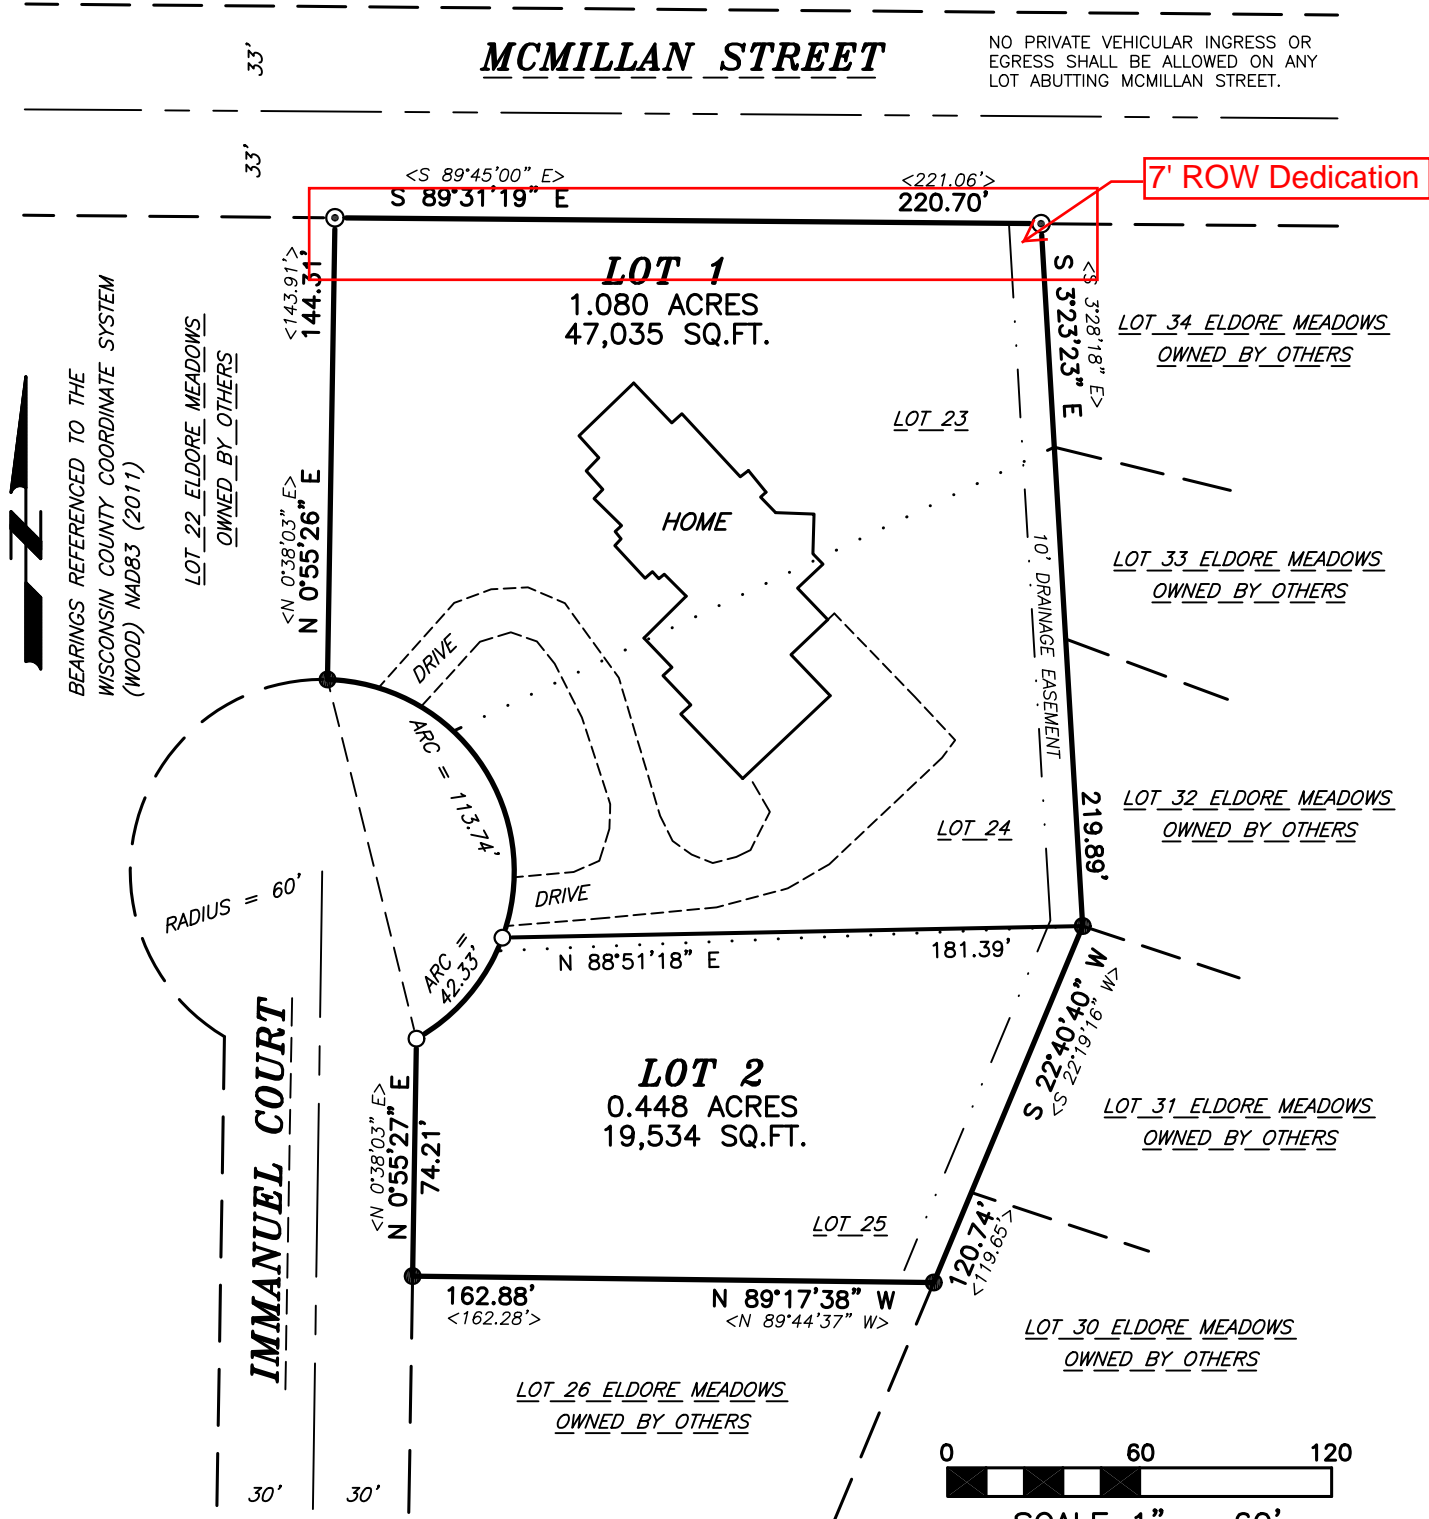 33'
MCMILLAN STREET
NO PRIVATE VEHICULAR INGRESS OR
EGRESS SHALL BE ALLOWED ON ANY
LOT ABUTTING MCMILLAN STREET.
33'
<S 89°45'00" E>
S 89°31'19" E
<221.06'>
220.70'
7' ROW Dedication
<143.91'>
144.31'
LOT 1
1.080 ACRES
47,035 SQ.FT.
S 3°23'23" E
<S 3°28'18" E>
LOT 34 ELDORE MEADOWS
OWNED BY OTHERS
BEARINGS REFERENCED TO THE
WISCONSIN COUNTY COORDINATE SYSTEM
(WOOD) NAD83 (2011)
N
LOT 22 ELDORE MEADOWS
OWNED BY OTHERS
<N 0°38'03" E>
N 0°55'26" E
LOT 23
HOME
10' DRAINAGE EASEMENT
LOT 33 ELDORE MEADOWS
OWNED BY OTHERS
DRIVE
ARC = 113.74'
219.89'
LOT 32 ELDORE MEADOWS
OWNED BY OTHERS
LOT 24
RADIUS = 60'
DRIVE
ARC =
42.33'
N 88°51'18" E
181.39'
S 22°40'40" W
<S 22°19'16" W>
IMMANUEL COURT
LOT 2
0.448 ACRES
19,534 SQ.FT.
<N 0°38'03" E>
N 0°55'27" E
74.21'
LOT 31 ELDORE MEADOWS
OWNED BY OTHERS
LOT 25
120.74'
<119.65'>
162.88'
<162.28'>
N 89°17'38" W
<N 89°44'37" W>
LOT 30 ELDORE MEADOWS
OWNED BY OTHERS
LOT 26 ELDORE MEADOWS
OWNED BY OTHERS
0 60 120
30' 30'
SCALE 1" 60'